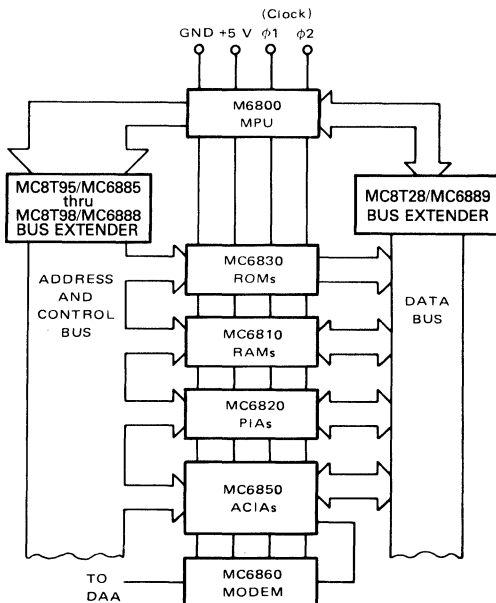 (Clock)
GND +5 V φ1 φ2
M6800
MPU
MC8T95/MC6885
thru
MC8T98/MC6888
BUS EXTENDER
MC8T28/MC6889
BUS EXTENDER
ADDRESS
AND
CONTROL
BUS
MC6830
ROMs
DATA
BUS
MC6810
RAMs
MC6820
PIAs
MC6850
ACIAs
TO
DAA
MC6860
MODEM